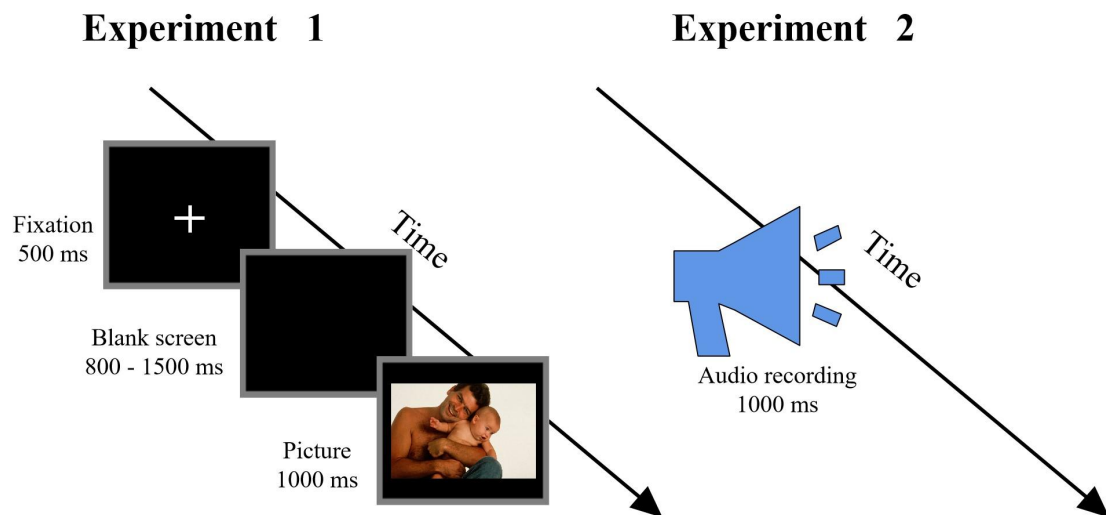 Experiment 1
Experiment 2
Fixation
500 ms
Time
Blank screen
800 - 1500 ms
Picture
1000 ms
Time
Audio recording
1000 ms